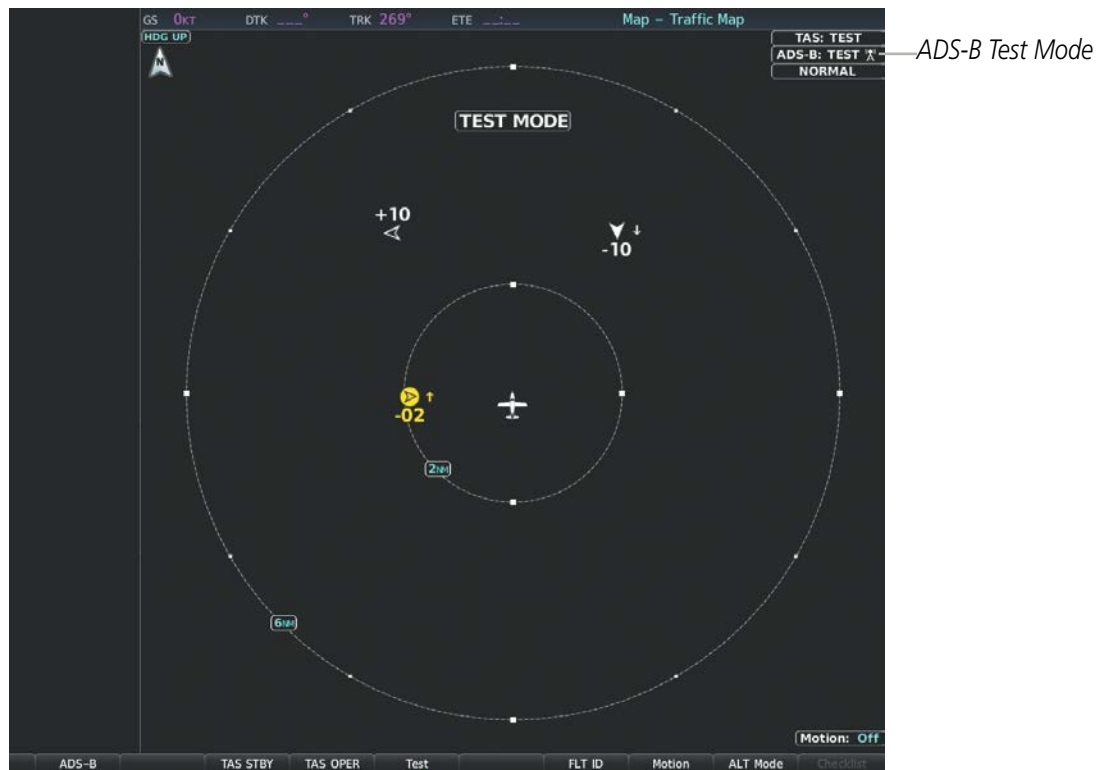 GS 0KT DTK ___° TRK 269° ETE __:__ Map – Traffic Map
HDG UP
N
TAS: TEST
ADS-B: TEST
NORMAL
ADS-B Test Mode
TEST MODE
+10
-10
-02
2NM
6NM
Motion: Off
ADS-B TAS STBY TAS OPER Test FLT ID Motion ALT Mode Checklist